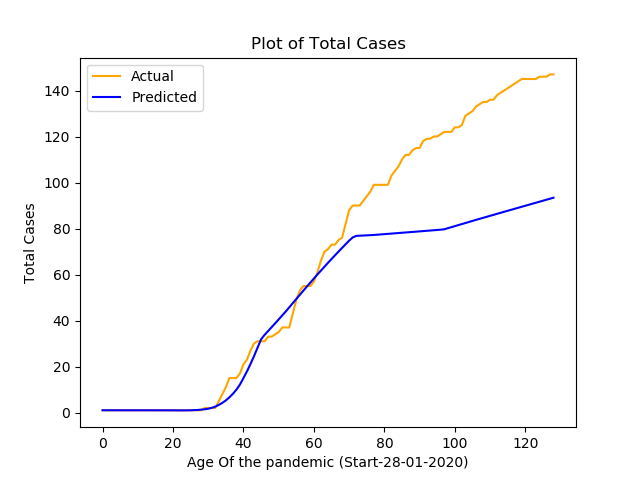 Plot of Total Cases
Actual
Predicted
140
120
100
80
60
40
20
0
Total Cases
0 20 40 60 80 100 120
Age Of the pandemic (Start-28-01-2020)